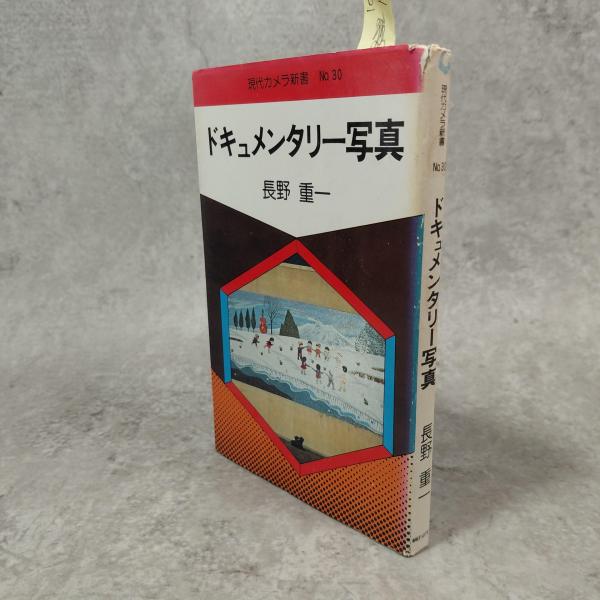 現代カメラ新書 No.30
ドキュメンタリー写真
長野 重一
現代カメラ新書
No.30
ドキュメンタリー写真
長野 重一